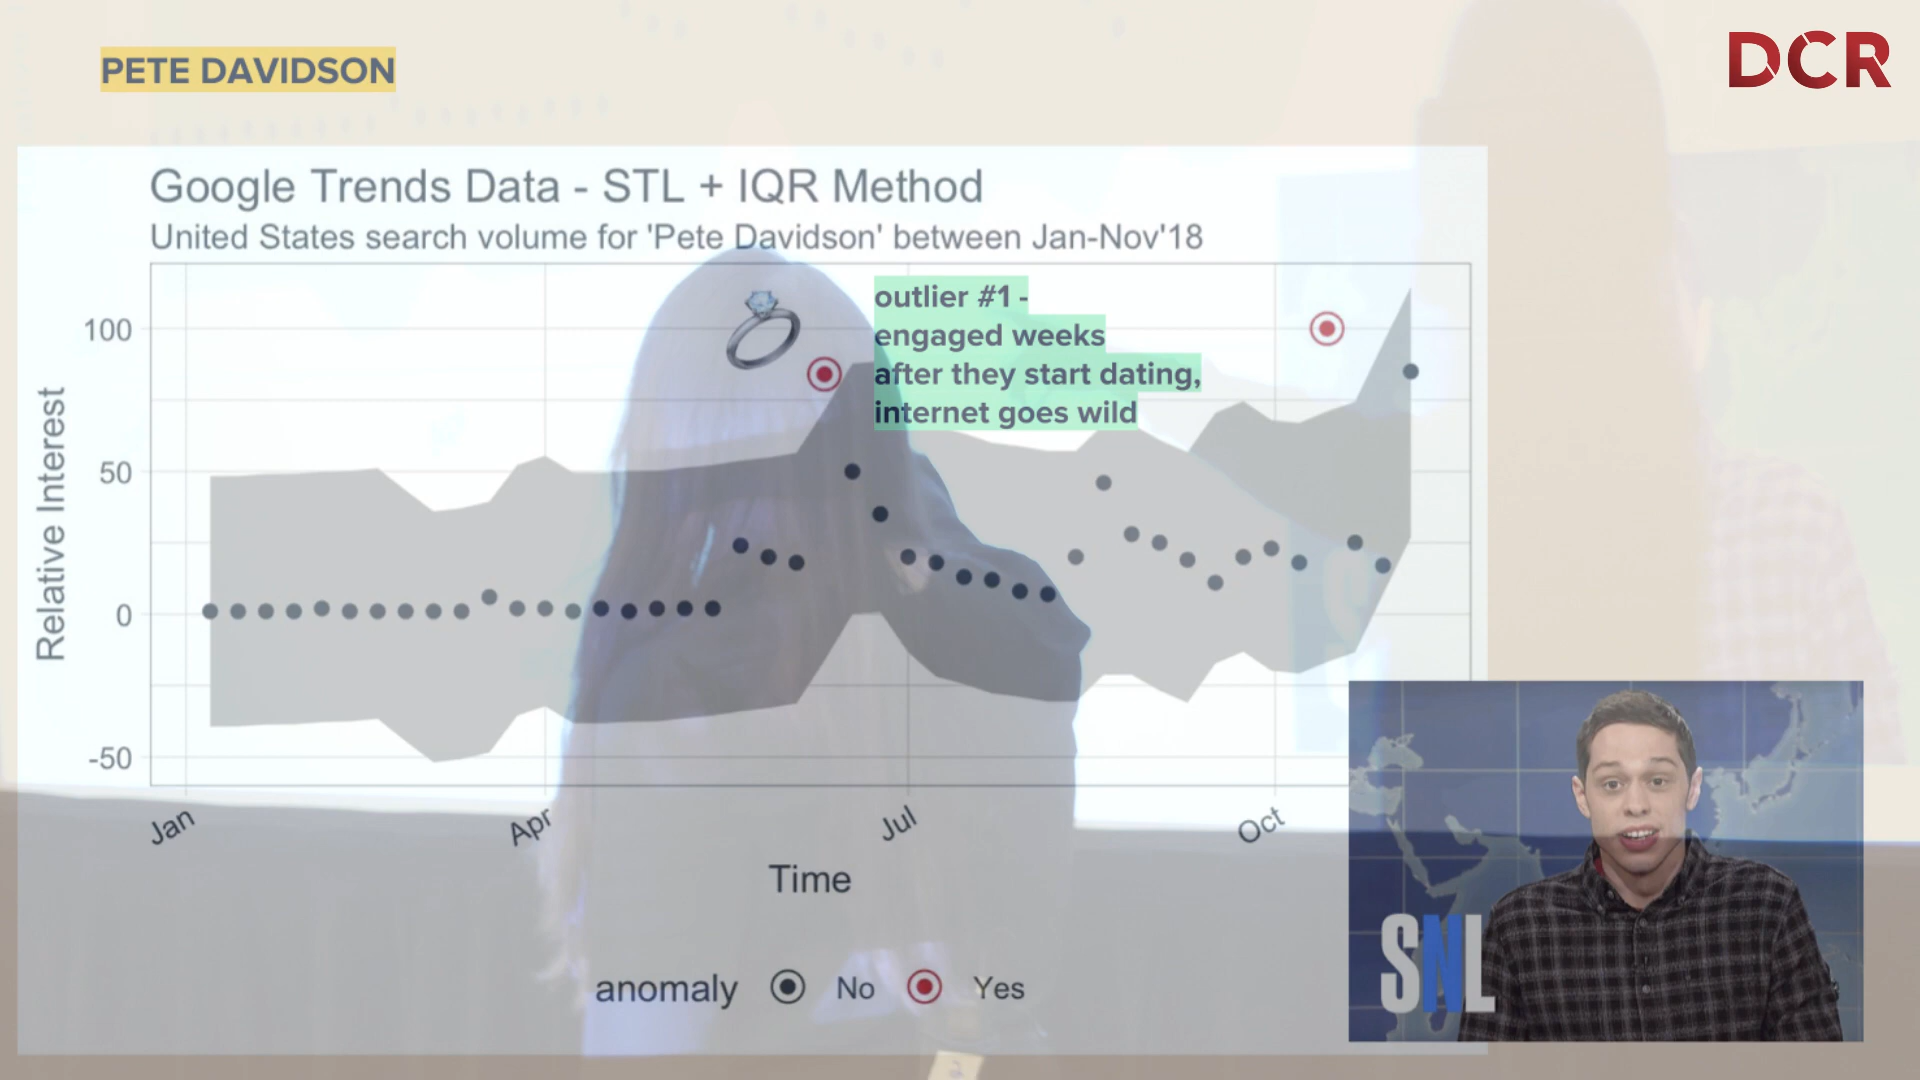 PETE DAVIDSON
DCR
Google Trends Data - STL + IQR Method
United States search volume for 'Pete Davidson' between Jan-Nov'18
outlier #1 -
engaged weeks
after they start dating,
internet goes wild
Relative Interest
100
50
0
-50
Jan
Apr
Jul
Oct
Time
anomaly
No
Yes
SNL